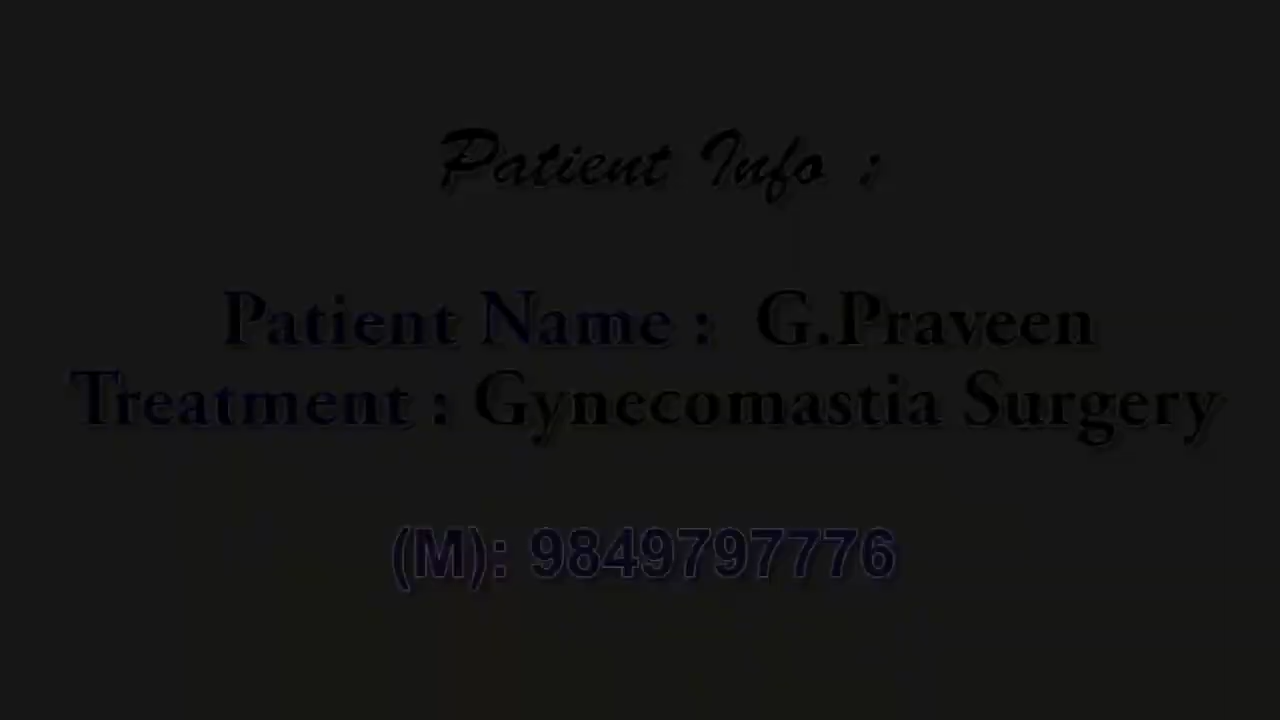 Patient Info :
Patient Name : G.Praveen
Treatment : Gynecomastia Surgery
(M): 9849797776